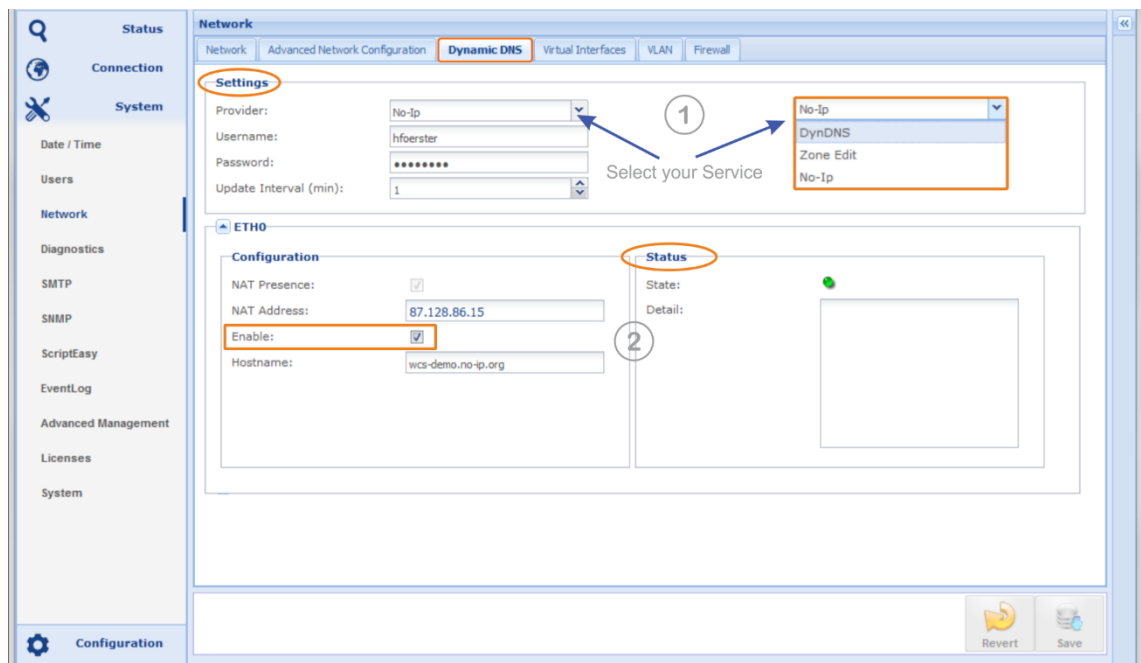 Status
Connection
System
Date / Time
Users
Network
Diagnostics
SMTP
SNMP
ScriptEasy
EventLog
Advanced Management
Licenses
System
Configuration
Network
Network Advanced Network Configuration Dynamic DNS Virtual Interfaces VLAN Firewall
Settings
Provider: No-Ip
Username: hfoerster
Password: ••••••••
Update Interval (min): 1
1
Select your Service
No-Ip
DynDNS
Zone Edit
No-Ip
ETH0
Configuration
NAT Presence:
NAT Address: 87.128.86.15
Enable:
Hostname: wcs-demo.no-ip.org
2
Status
State:
Detail:
Revert Save